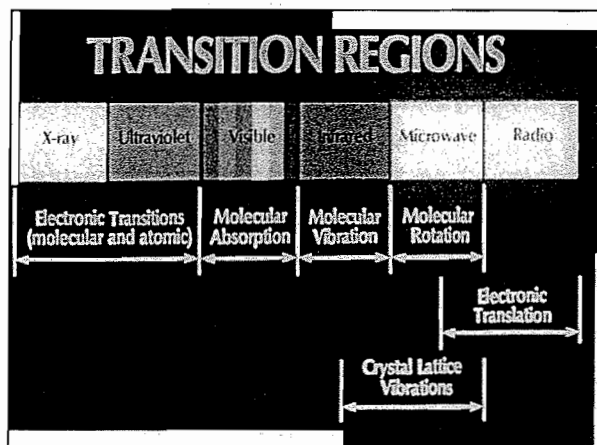 TRANSITION REGIONS
X-ray Ultraviolet Visible Infrared Microwave Radio
Electronic Transitions
(molecular and atomic)
Molecular
Absorption
Molecular
Vibration
Molecular
Rotation
Electronic
Translation
Crystal Lattice
Vibrations